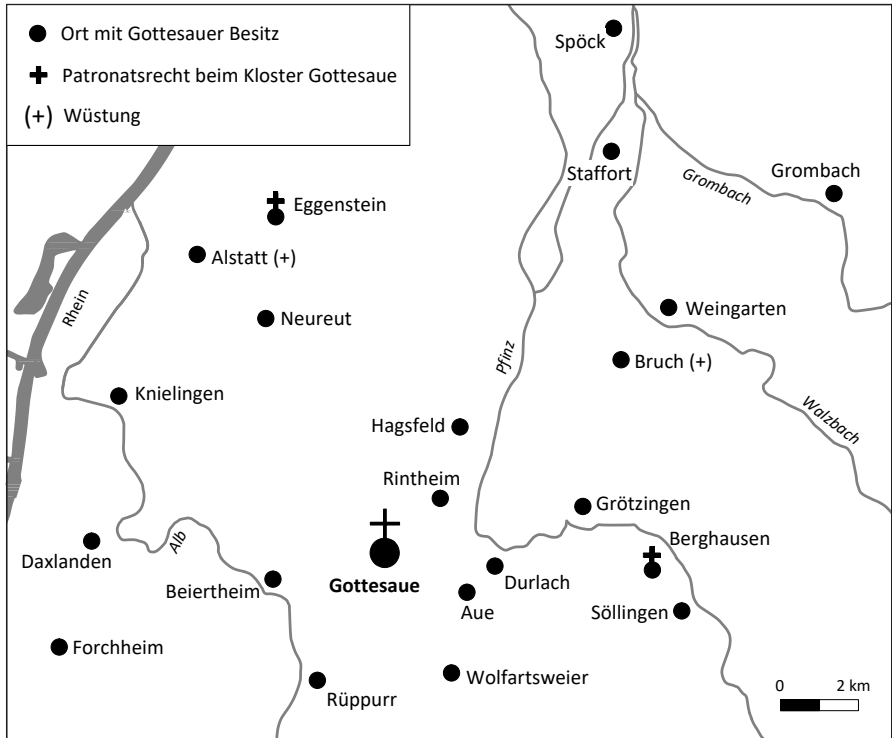 Ort mit Gottesauer Besitz
Patronatsrecht beim Kloster Gottesaue
(+) Wüstung
Spöck
Staffort
Grombach
Grombach
Eggenstein
Alstatt (+)
Rhein
Neureut
Weingarten
Pfinz
Bruch (+)
Knielingen
Walzbach
Hagsfeld
Rintheim
Grötzingen
Alb
Berghausen
Daxlanden
Gottesaue
Durlach
Beiertheim
Aue
Söllingen
Forchheim
Wolfartsweier
Rüppurr
0 2 km